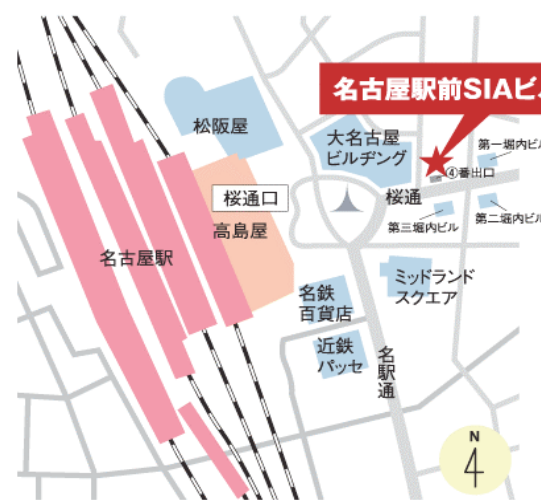 名古屋駅前SIAビ
松阪屋
大名古屋
ビルヂング
第一堀内ビル
④番出口
桜通口
桜通
高島屋
第三堀内ビル
第二堀内ビル
名古屋駅
ミッドランド
スクエア
名鉄
百貨店
近鉄
パッセ
名駅通
N